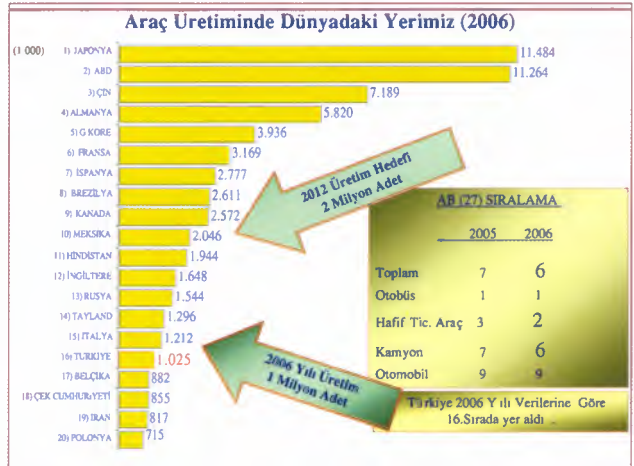 Araç Üretiminde Dünyadaki Yerimiz (2006)
(1 000)
1) JAPONYA 11.484
2) ABD 11.264
3) ÇİN 7.189
4) ALMANYA 5.820
5) G KORE 3.936
6) FRANSA 3.169
7) İSPANYA 2.777
8) BREZİLYA 2.611
9) KANADA 2.572
10) MEKSİKA 2.046
11) HİNDİSTAN 1.944
12) İNGİLTERE 1.648
13) RUSYA 1.544
14) TAYLAND 1.296
15) İTALYA 1.212
16) TÜRKİYE 1.025
17) BELÇİKA 882
18) ÇEK CUMHURİYETİ 855
19) İRAN 817
20) POLONYA 715
2012 Üretim Hedefi
2 Milyon Adet
2006 Yılı Üretim
1 Milyon Adet
AB (27) SIRALAMA
2005 2006
Toplam 7 6
Otobüs 1 1
Hafif Tic. Araç 3 2
Kamyon 7 6
Otomobil 9 9
Türkiye 2006 Yılı Verilerine Göre
16.Sırada yer aldı ..